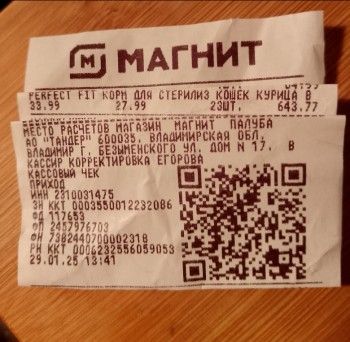 МАГНИТ
PERFECT FIT КОРМ ДЛЯ СТЕРИЛИЗ КОШЕК КУРИЦА В
33.99 27.99 23ШТ. 643.77
МЕСТО РАСЧЕТОВ МАГАЗИН МАГНИТ ПАЛУБА
АО "ТАНДЕР" 600035. ВЛАДИМИРСКАЯ ОБЛ.
ВЛАДИМИР Г. БЕЗЫМЕНСКОГО УЛ. ДОМ N 17. В
КАССИР КОРРЕКТИРОВКА ЕГОРОВА
КАССОВЫЙ ЧЕК
ПРИХОД
ИНН 2310031475
ЗН ККТ 0003550012232086
117653
2457976703
ФН 7382440700002318
РН ККТ 0006232556059053
29.01.25 13:41